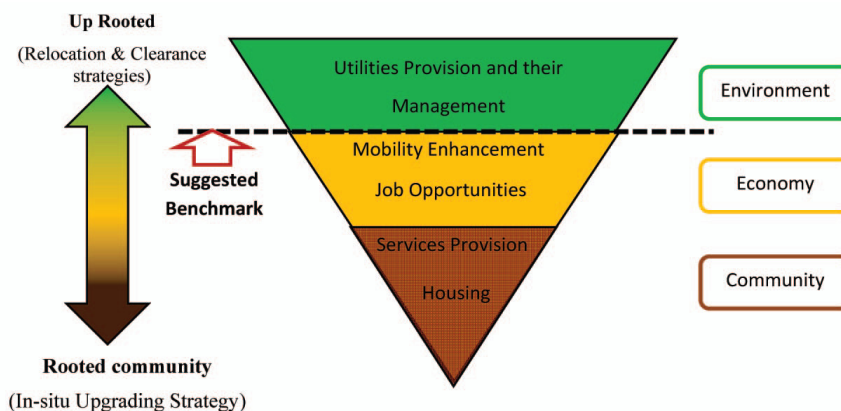 Up Rooted
(Relocation & Clearance
strategies)
Utilities Provision and their
Management
Environment
Suggested
Benchmark
Mobility Enhancement
Job Opportunities
Economy
Services Provision
Housing
Community
Rooted community
(In-situ Upgrading Strategy)